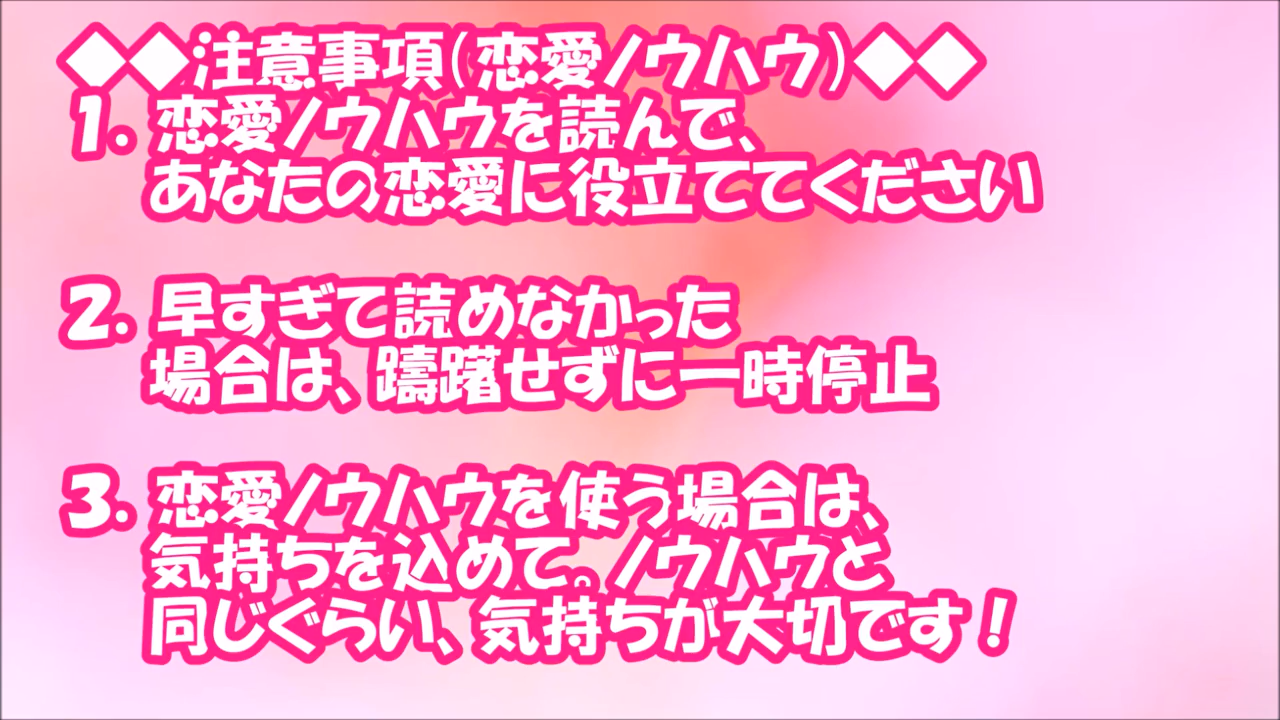 ◆◆注意事項(恋愛ノウハウ)◆◆
1. 恋愛ノウハウを読んで、
あなたの恋愛に役立ててください
2. 早すぎて読めなかった
場合は、躊躇せずに一時停止
3. 恋愛ノウハウを使う場合は、
気持ちを込めて。ノウハウと
同じぐらい、気持ちが大切です!